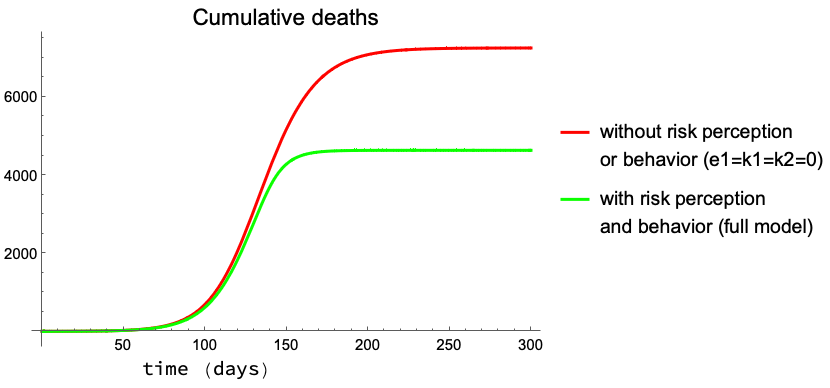 Cumulative deaths
6000
4000
2000
50 100 150 200 250 300
time (days)
without risk perception
or behavior (e1=k1=k2=0)
with risk perception
and behavior (full model)